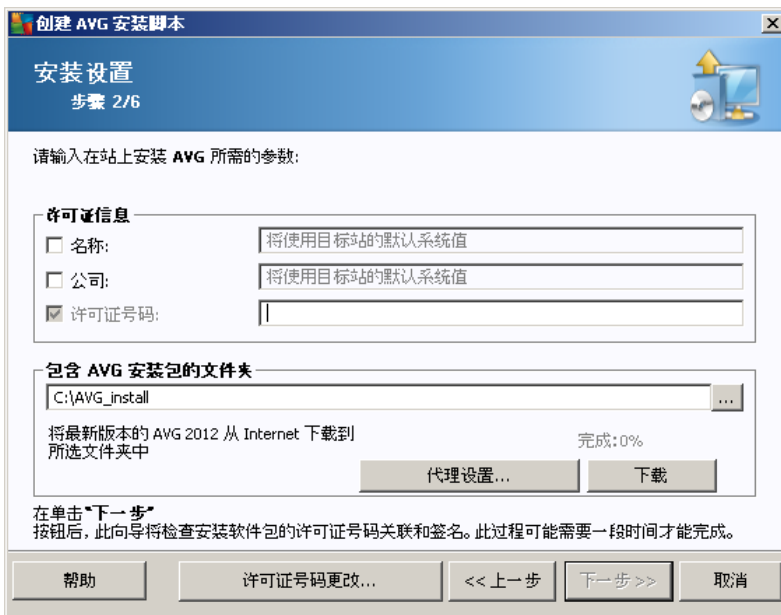 创建 AVG 安装脚本
安装设置
步骤 2/6
请输入在站上安装 AVG 所需的参数:
许可证信息
名称:
将使用目标站的默认系统值
公司:
将使用目标站的默认系统值
许可证号码:
包含 AVG 安装包的文件夹
C:\AVG_install
...
将最新版本的 AVG 2012 从 Internet 下载到
所选文件夹中
完成:0%
代理设置...
下载
在单击“下一步”
按钮后，此向导将检查安装软件包的许可证号码关联和签名。此过程可能需要一段时间才能完成。
帮助
许可证号码更改...
<< 上一步
下一步 >>
取消